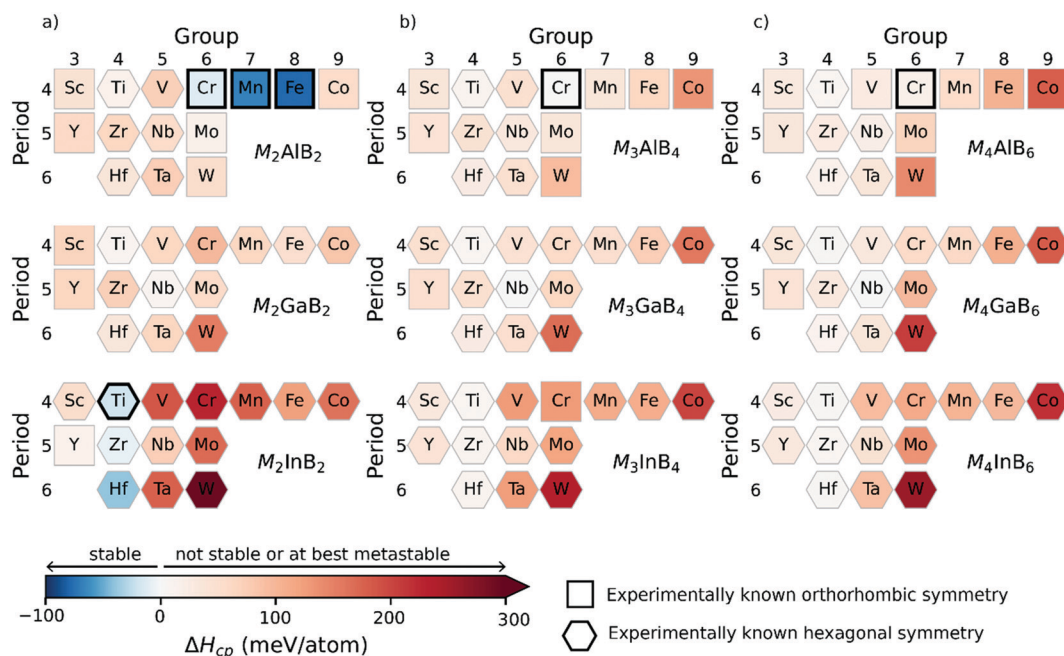 a)
Group
3 4 5 6 7 8 9
Period
4 Sc Ti V Cr Mn Fe Co
5 Y Zr Nb Mo
M₂AlB₂
6 Hf Ta W
4 Sc Ti V Cr Mn Fe Co
Period
5 Y Zr Nb Mo
M₂GaB₂
6 Hf Ta W
4 Sc Ti V Cr Mn Fe Co
Period
5 Y Zr Nb Mo
M₂InB₂
6 Hf Ta W
b)
Group
3 4 5 6 7 8 9
Period
4 Sc Ti V Cr Mn Fe Co
5 Y Zr Nb Mo
M₃AlB₄
6 Hf Ta W
4 Sc Ti V Cr Mn Fe Co
Period
5 Y Zr Nb Mo
M₃GaB₄
6 Hf Ta W
4 Sc Ti V Cr Mn Fe Co
Period
5 Y Zr Nb Mo
M₃InB₄
6 Hf Ta W
c)
Group
3 4 5 6 7 8 9
Period
4 Sc Ti V Cr Mn Fe Co
5 Y Zr Nb Mo
M₄AlB₆
6 Hf Ta W
4 Sc Ti V Cr Mn Fe Co
Period
5 Y Zr Nb Mo
M₄GaB₆
6 Hf Ta W
4 Sc Ti V Cr Mn Fe Co
Period
5 Y Zr Nb Mo
M₄InB₆
6 Hf Ta W
stable not stable or at best metastable
−100 0 100 200 300
ΔH_cp (meV/atom)
Experimentally known orthorhombic symmetry
Experimentally known hexagonal symmetry